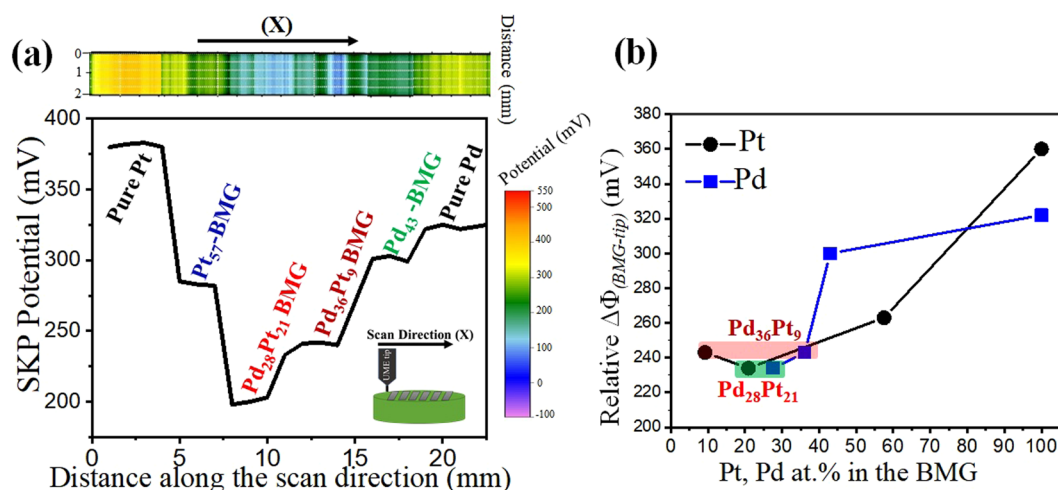 (a)
(X)
0
1
2
Distance (mm)
SKP Potential (mV)
400
350
300
250
200
Pure Pt
Pt57-BMG
Pd28Pt21 BMG
Pd36Pt9 BMG
Pd43 -BMG
Pure Pd
Scan Direction (X)
UME tip
0 5 10 15 20
Distance along the scan direction (mm)
Potential (mV)
550
500
400
300
200
100
0
-100
(b)
Relative ΔΦ(BMG-tip) (mV)
380
360
340
320
300
280
260
240
220
200
Pt
Pd
Pd36Pt9
Pd28Pt21
0 10 20 30 40 50 60 70 80 90 100
Pt, Pd at.% in the BMG